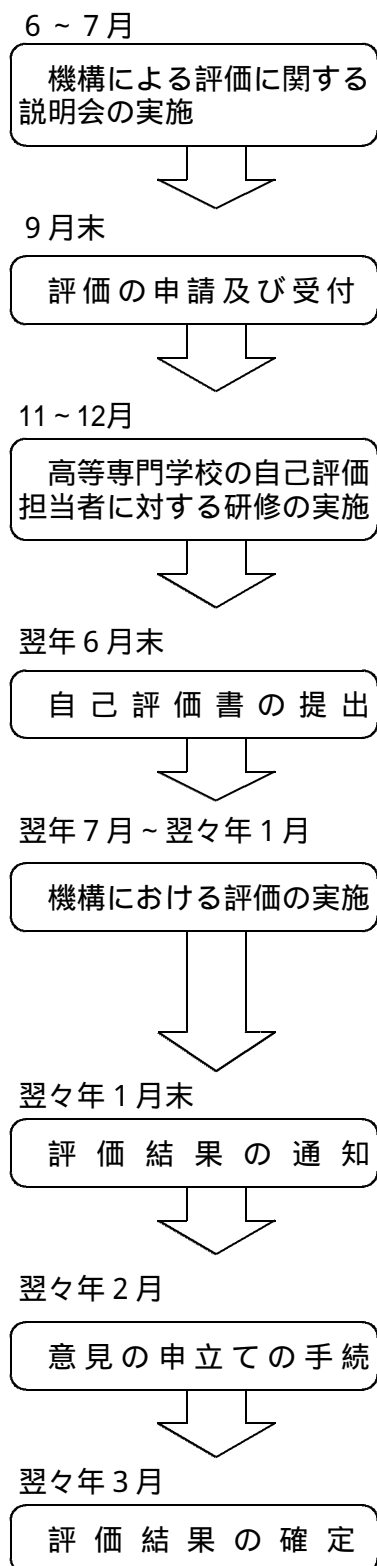 6 ~ 7月
機構による評価に関する
説明会の実施
9月末
評価の申請及び受付
11 ~ 12月
高等専門学校の自己評価
担当者に対する研修の実施
翌年6月末
自己評価書の提出
翌年7月 ~ 翌々年1月
機構における評価の実施
翌々年1月末
評価結果の通知
翌々年2月
意見の申立ての手続
翌々年3月
評価結果の確定